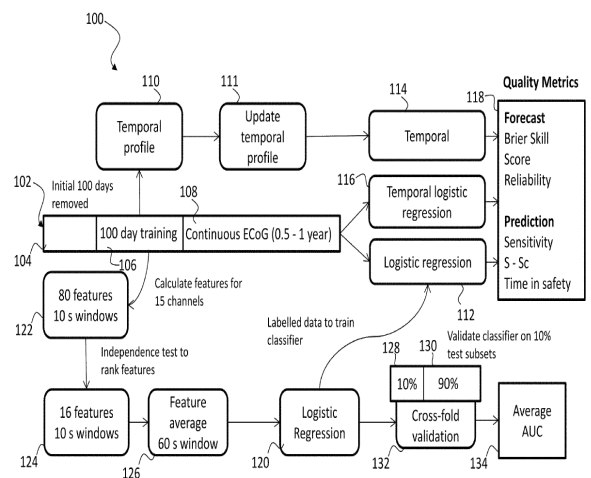 100
110
111
114
Quality Metrics
118
Temporal
profile
Update
temporal
profile
Temporal
Forecast
Brier Skill
Score
Reliability
116
Temporal logistic
regression
102
Initial 100 days
removed
108
100 day training
Continuous ECoG (0.5 - 1 year)
104
106
Logistic regression
112
Prediction
Sensitivity
S - Sc
Time in safety
80 features
10 s windows
122
Calculate features for
15 channels
Labelled data to train
classifier
Independence test to
rank features
128
130
Validate classifier on 10%
test subsets
10%
90%
16 features
10 s windows
124
Feature
average
60 s window
126
Logistic
Regression
120
Cross-fold
validation
132
Average
AUC
134